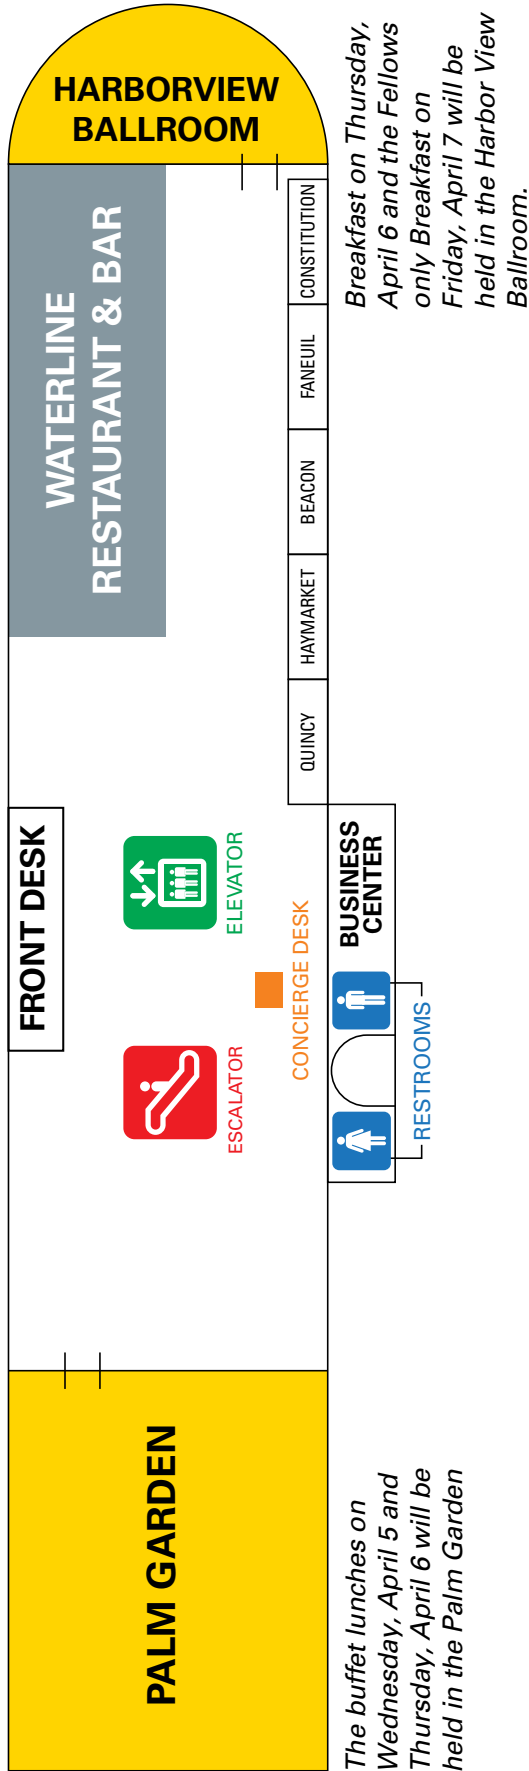 HARBORVIEW
BALLROOM
WATERLINE
RESTAURANT & BAR
CONSTITUTION
FANEUIL
BEACON
HAYMARKET
QUINCY
FRONT DESK
ELEVATOR
ESCALATOR
CONCIERGE DESK
BUSINESS
CENTER
RESTROOMS
PALM GARDEN
The buffet lunches on
Wednesday, April 5 and
Thursday, April 6 will be
held in the Palm Garden
Breakfast on Thursday,
April 6 and the Fellows
only Breakfast on
Friday, April 7 will be
held in the Harbor View
Ballroom.